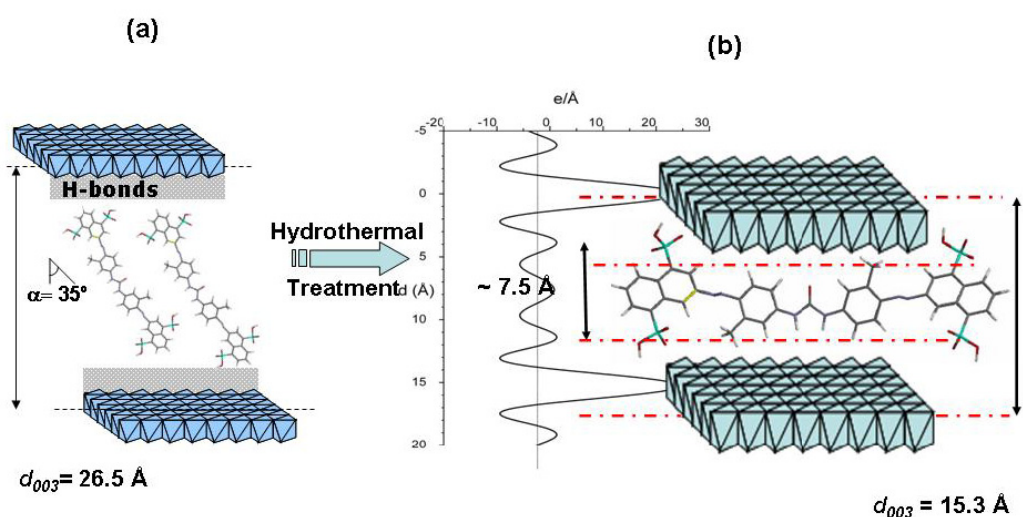 (a)
(b)
e/Å
-20 -10 0 10 20 30
-5
0
5
10
15
20
d (Å)
H-bonds
α= 35º
Hydrothermal
Treatment
~ 7.5 Å
d003= 26.5 Å
d003 = 15.3 Å